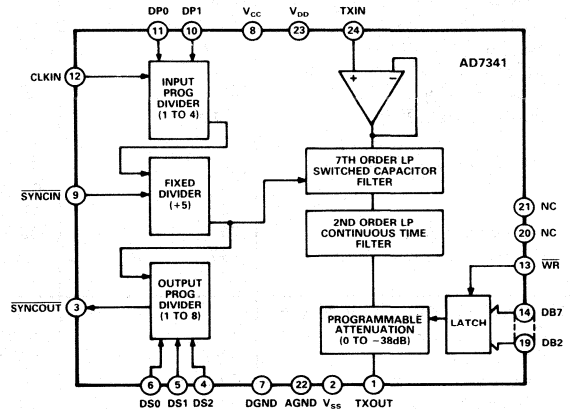 DP0 DP1 VCC VDD TXIN
11 10 8 23 24
AD7341
CLKIN 12
INPUT
PROG
DIVIDER
(1 TO 4)
+ −
7TH ORDER LP
SWITCHED CAPACITOR
FILTER
SYNCIN 9
FIXED
DIVIDER
(÷5)
21 NC
20 NC
2ND ORDER LP
CONTINUOUS TIME
FILTER
13 WR
SYNCOUT 3
OUTPUT
PROG
DIVIDER
(1 TO 8)
PROGRAMMABLE
ATTENUATION
(0 TO −38dB)
LATCH
14 DB7
19 DB2
6 5 4 7 22 2 1
DS0 DS1 DS2 DGND AGND VSS TXOUT